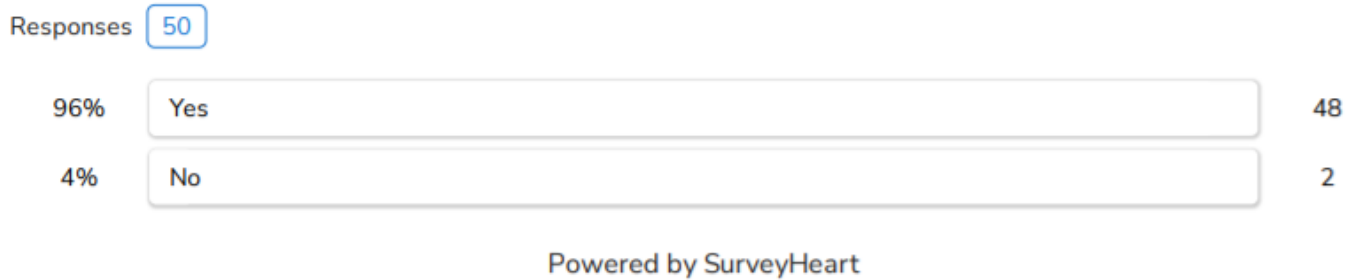 Responses 50
96% Yes 48
4% No 2
Powered by SurveyHeart